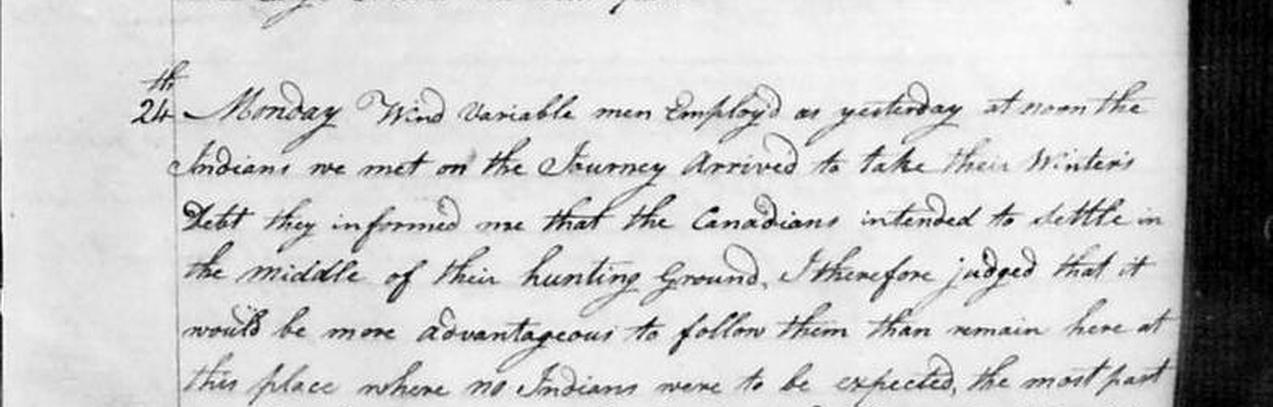 24th Monday Wind Variable men Employ'd as yesterday at noon the
Indians we met on the Journey Arrived to take their Winter's
Debt they informed me that the Canadians intended to settle in
the middle of their hunting Ground, I therefore judged that it
would be more advantageous to follow them than remain here at
this place where no Indians were to be expected, the most part